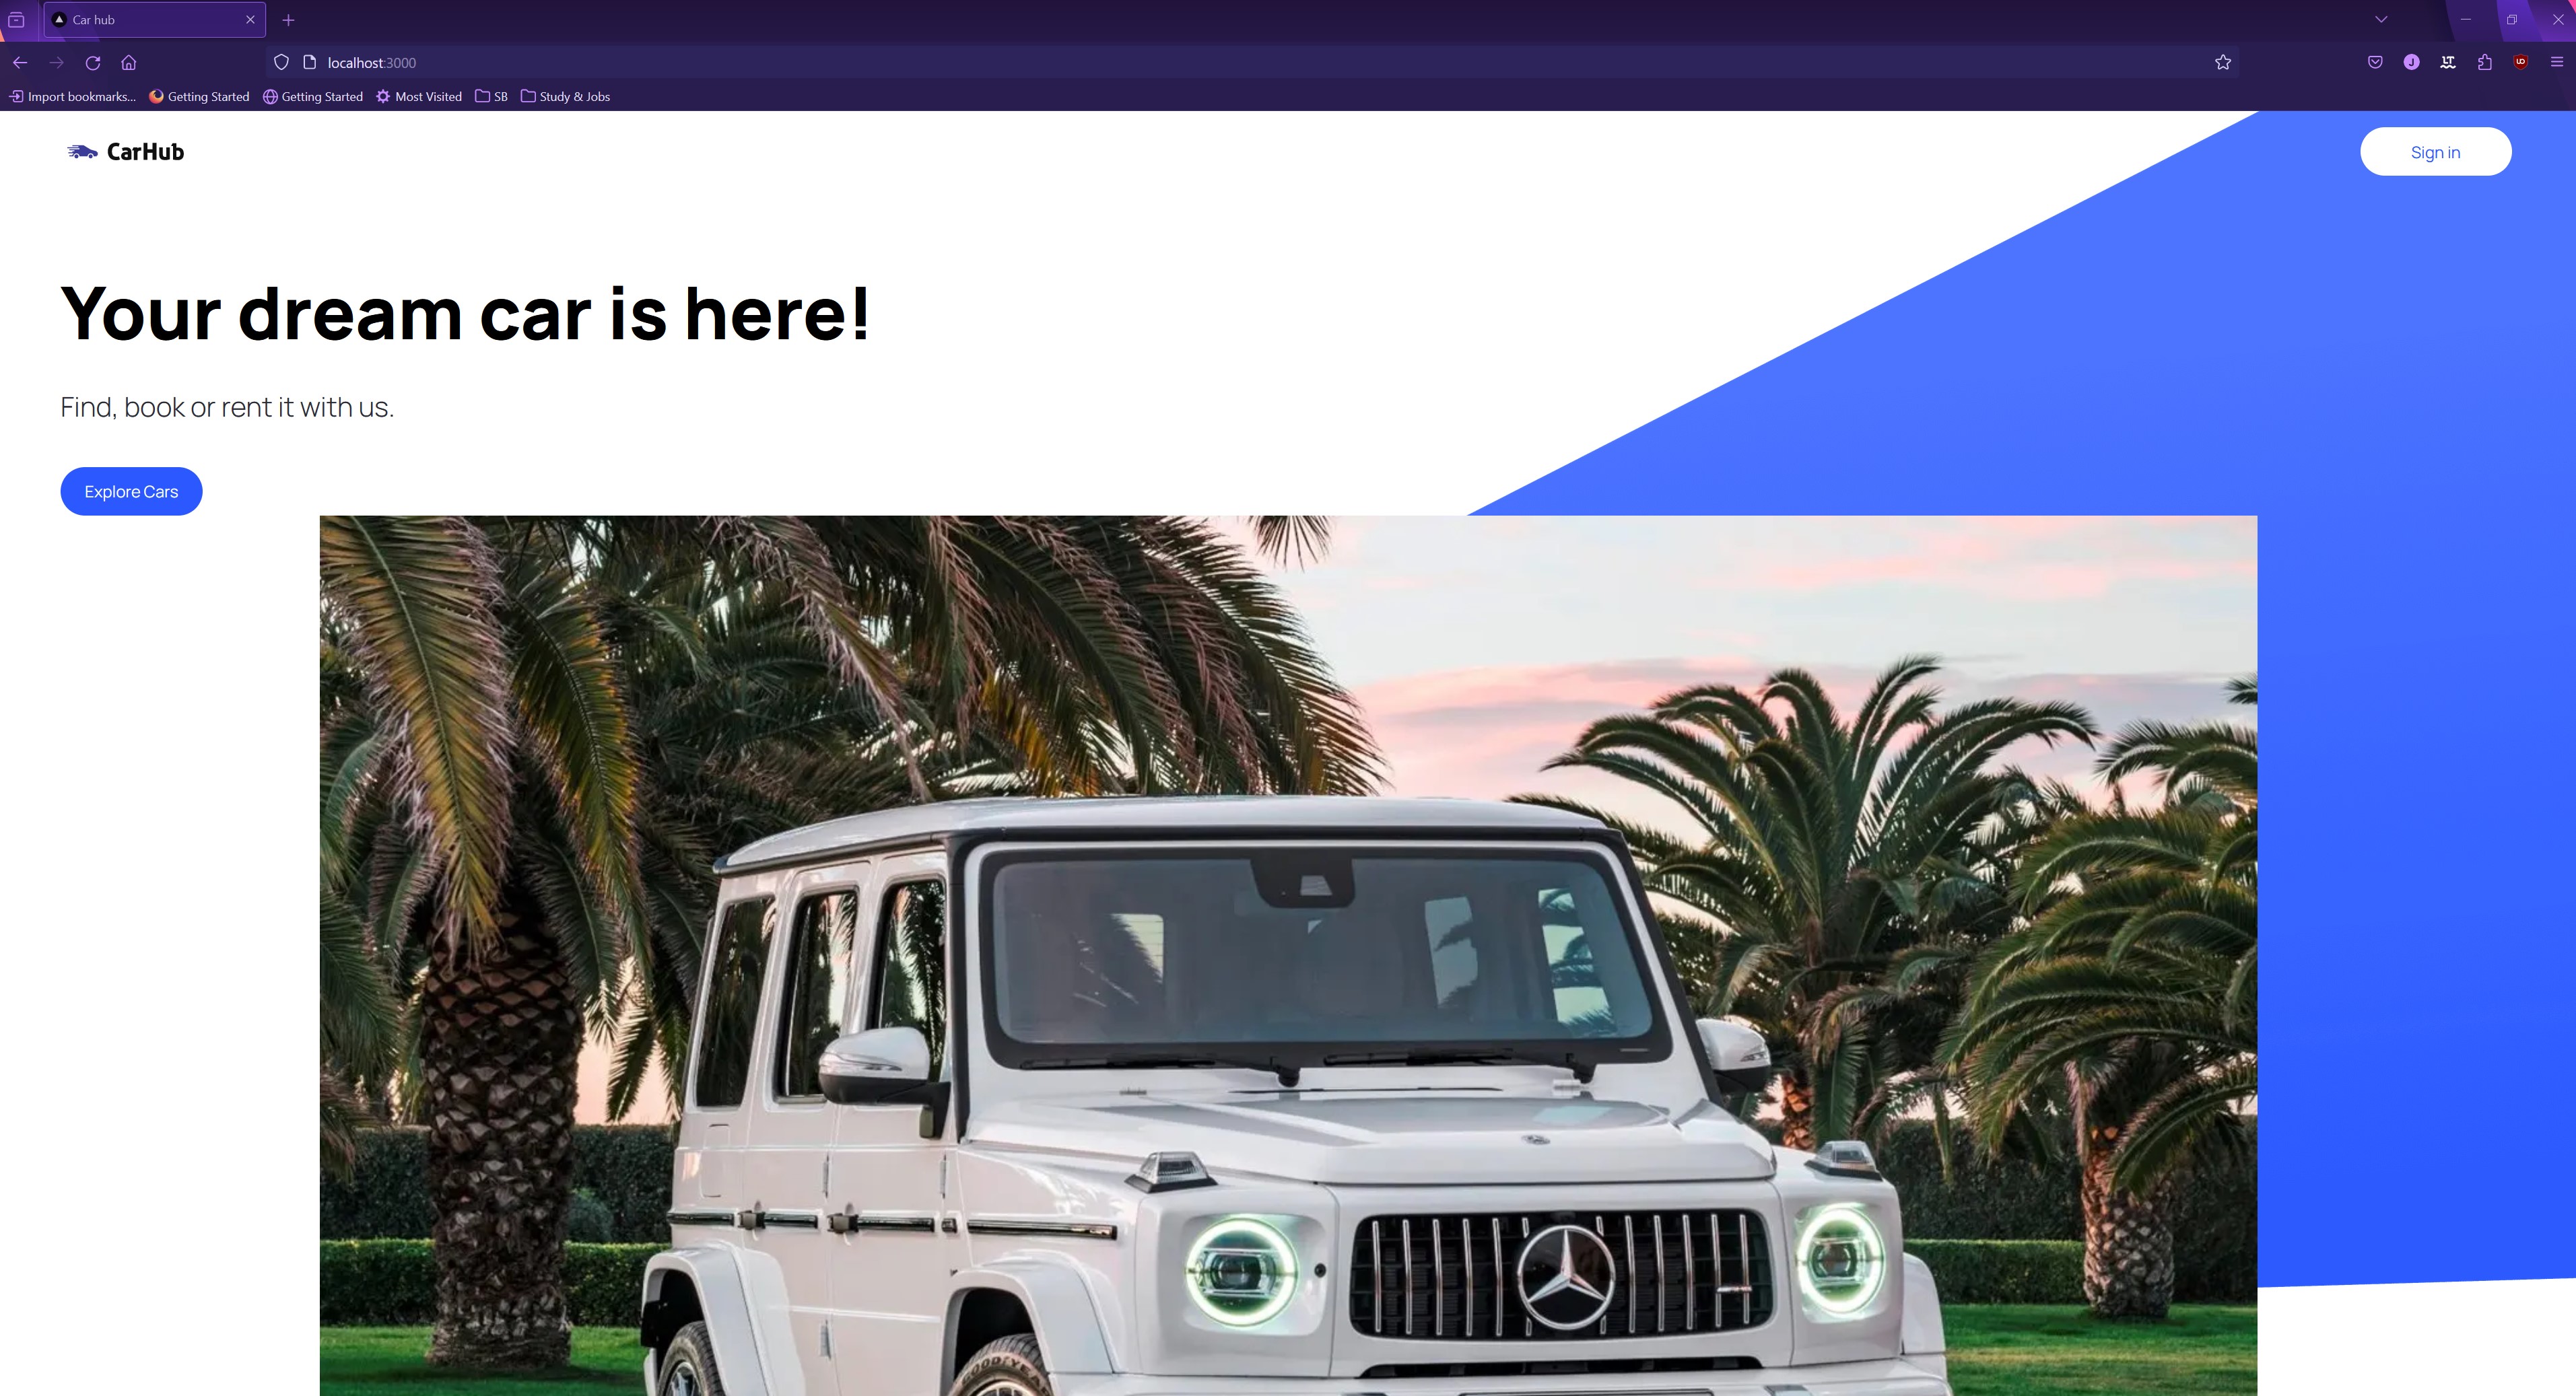 Car hub
localhost:3000
Import bookmarks...
Getting Started
Getting Started
Most Visited
SB
Study & Jobs
CarHub
Sign in
Your dream car is here!
Find, book or rent it with us.
Explore Cars
GOODYEAR